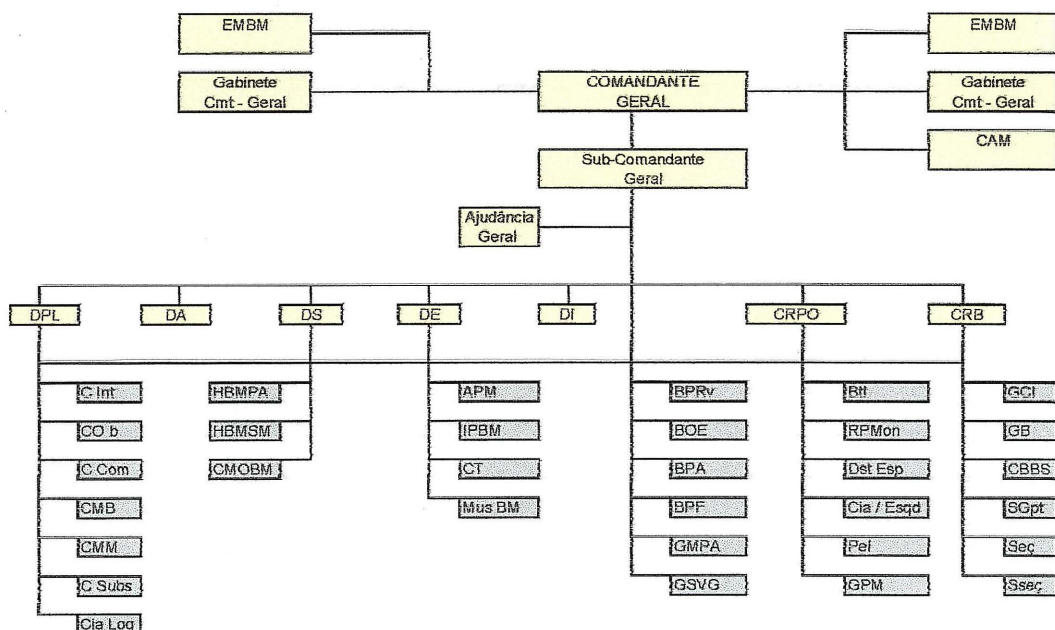 EMBM
EMBM
Gabinete
Cmt - Geral
COMANDANTE
GERAL
Gabinete
Cmt - Geral
CAM
Sub-Comandante
Geral
Ajudância
Geral
DPL
DA
DS
DE
DI
CRPO
CRB
C Int
HBMPA
APM
BPRv
Btl
GCI
CO b
HBMSM
IPBM
BOE
RPMon
GB
C Com
CMOBM
CT
BPA
Dst Esp
CBBS
CMB
Mus BM
BPF
Cia / Esqd
SGpt
CMM
GMPA
Pel
Seç
C Subs
GSVG
GPM
Sseç
Cia Log